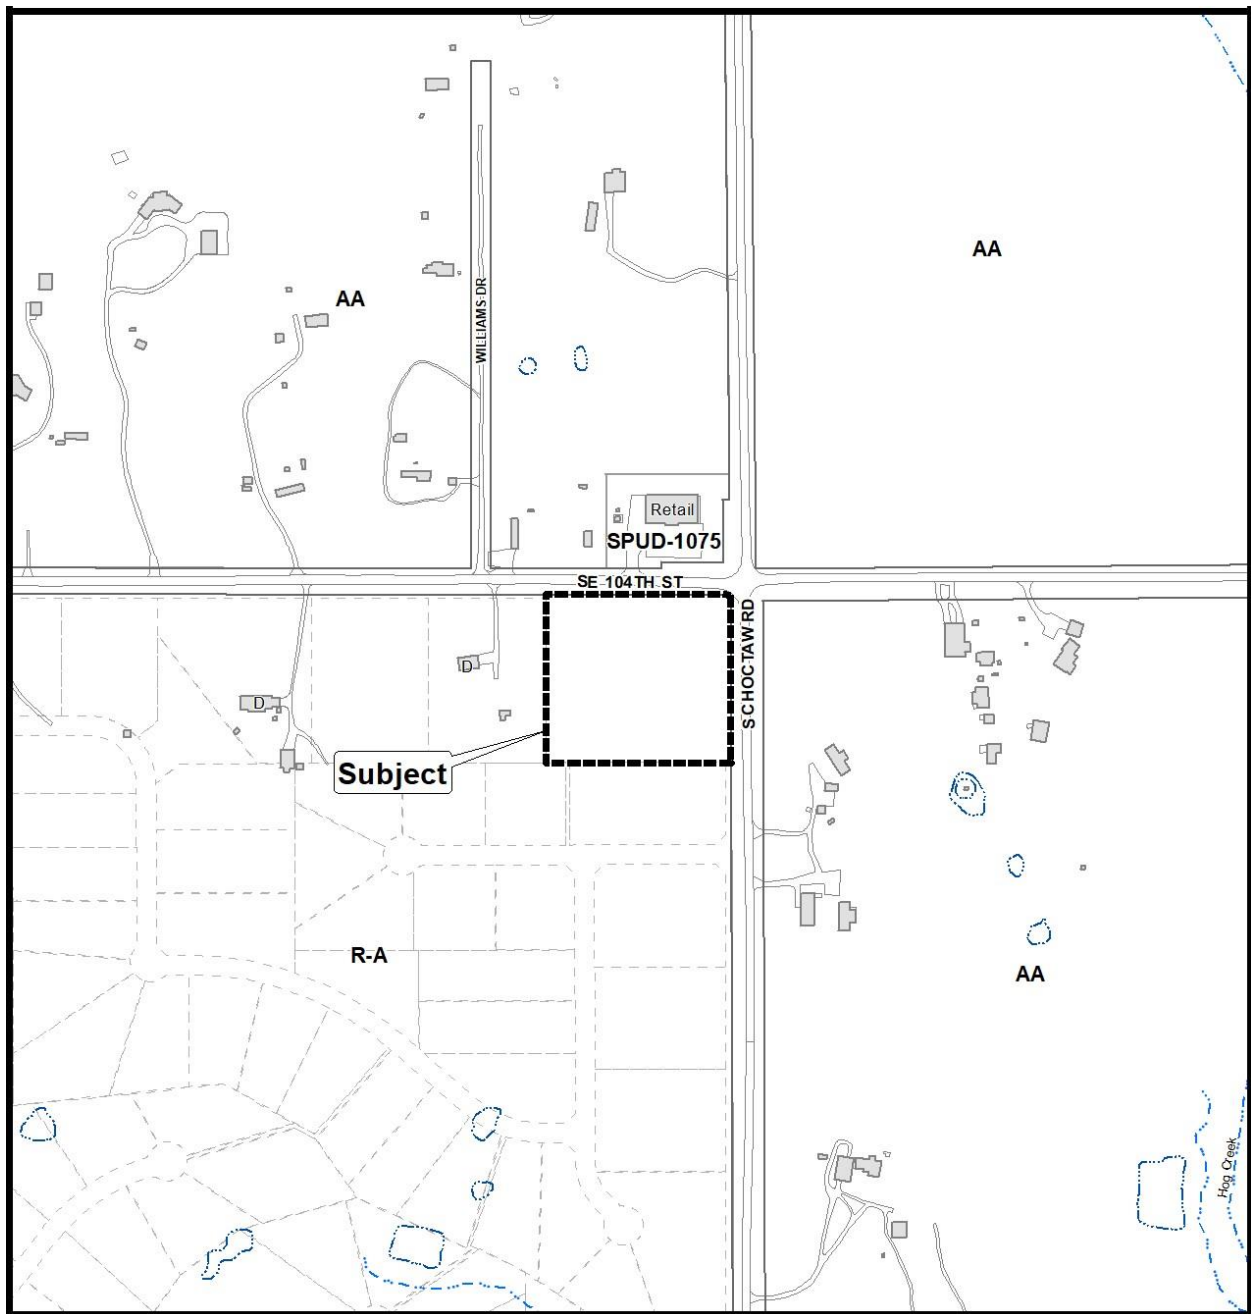 AA
AA
WILLIAMS DR
Retail
SPUD-1075
SE 104TH ST
S CHOCTAW RD
D
D
Subject
R-A
AA
Hog Creek